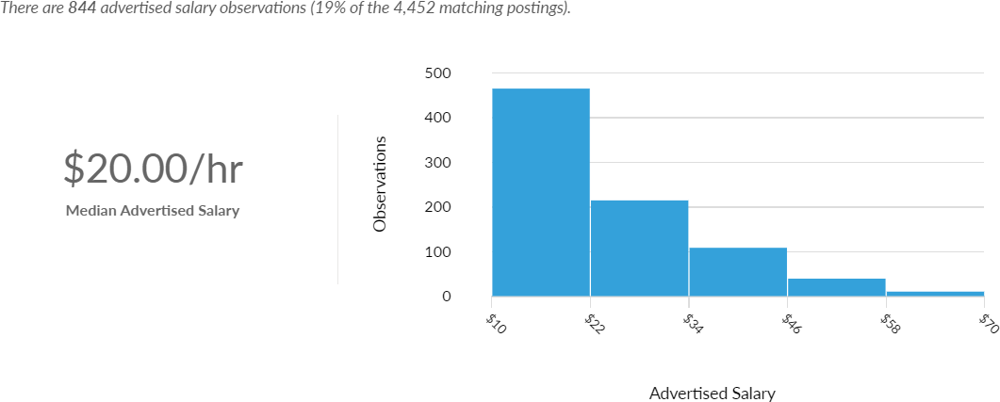 There are 844 advertised salary observations (19% of the 4,452 matching postings).
$20.00/hr
Median Advertised Salary
Observations
500
400
300
200
100
0
$10
$22
$34
$46
$58
$70
Advertised Salary